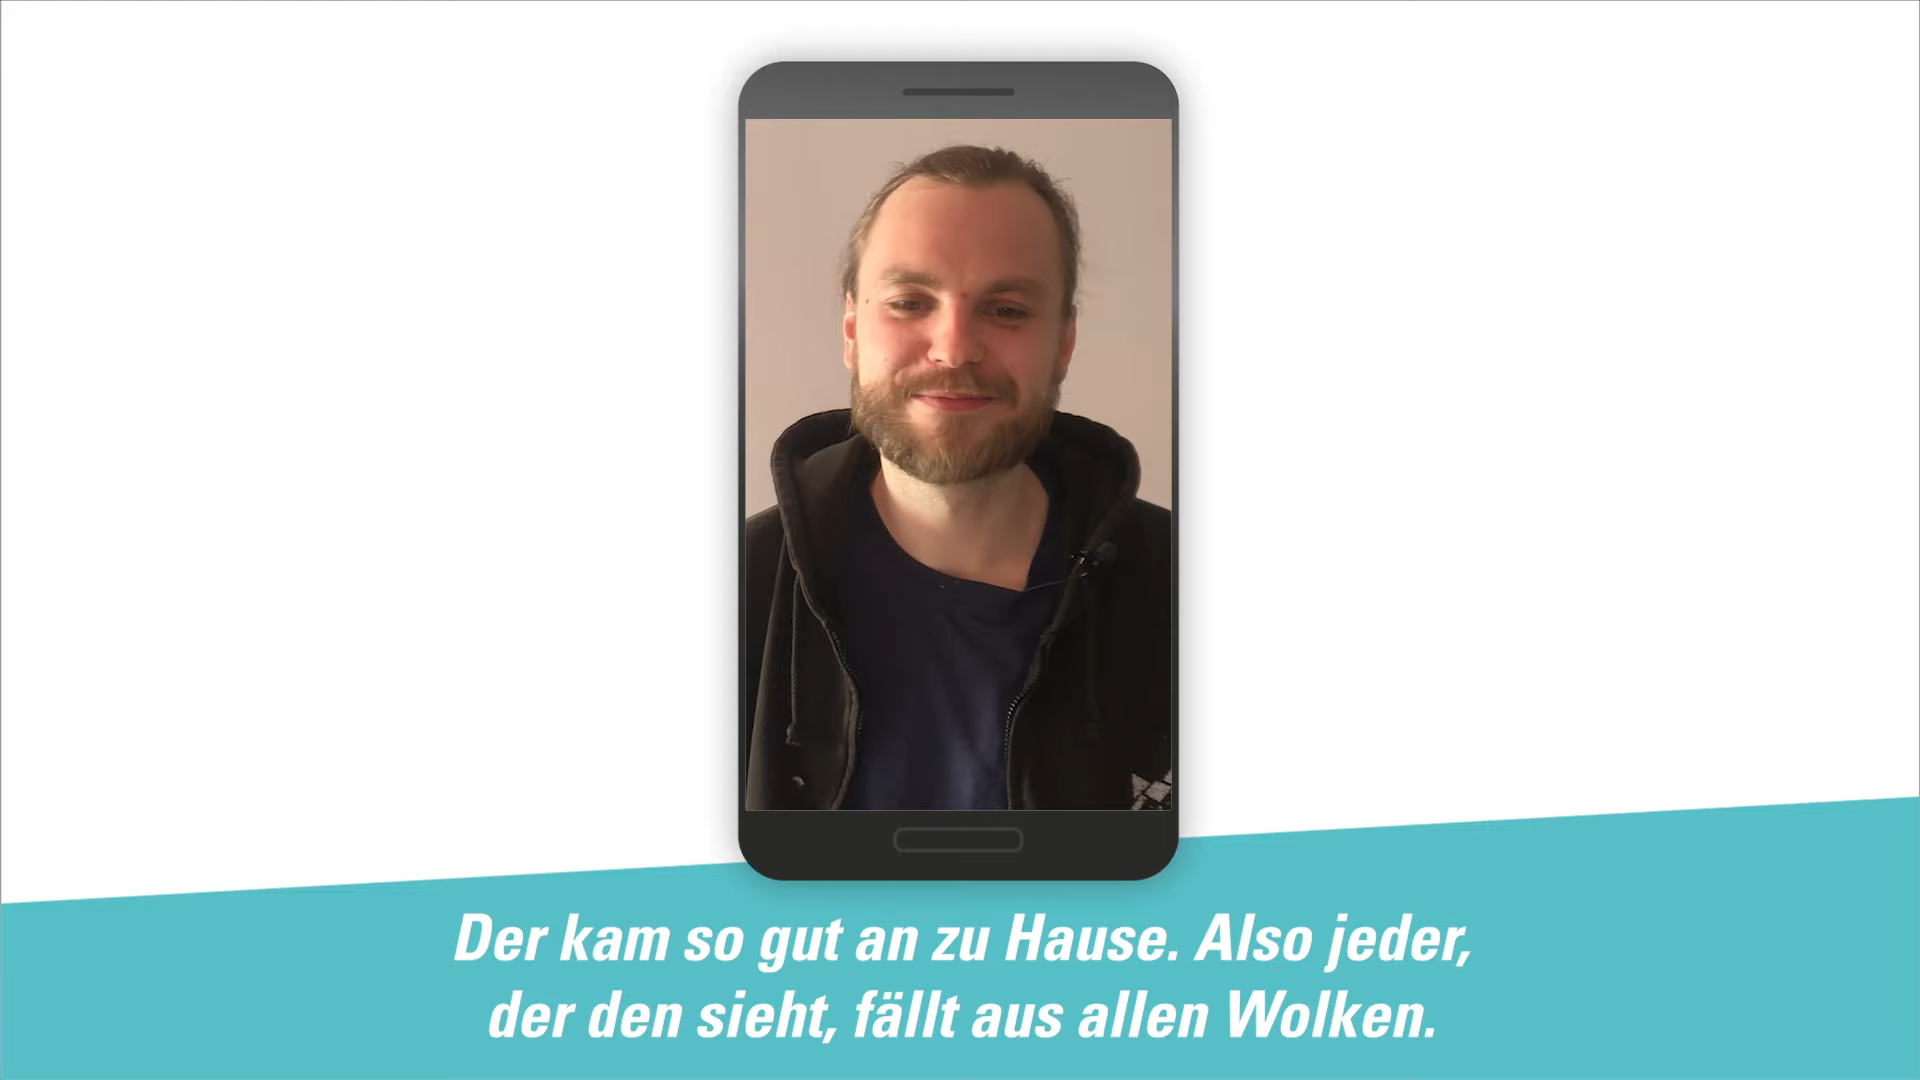 Der kam so gut an zu Hause. Also jeder,
der den sieht, fällt aus allen Wolken.